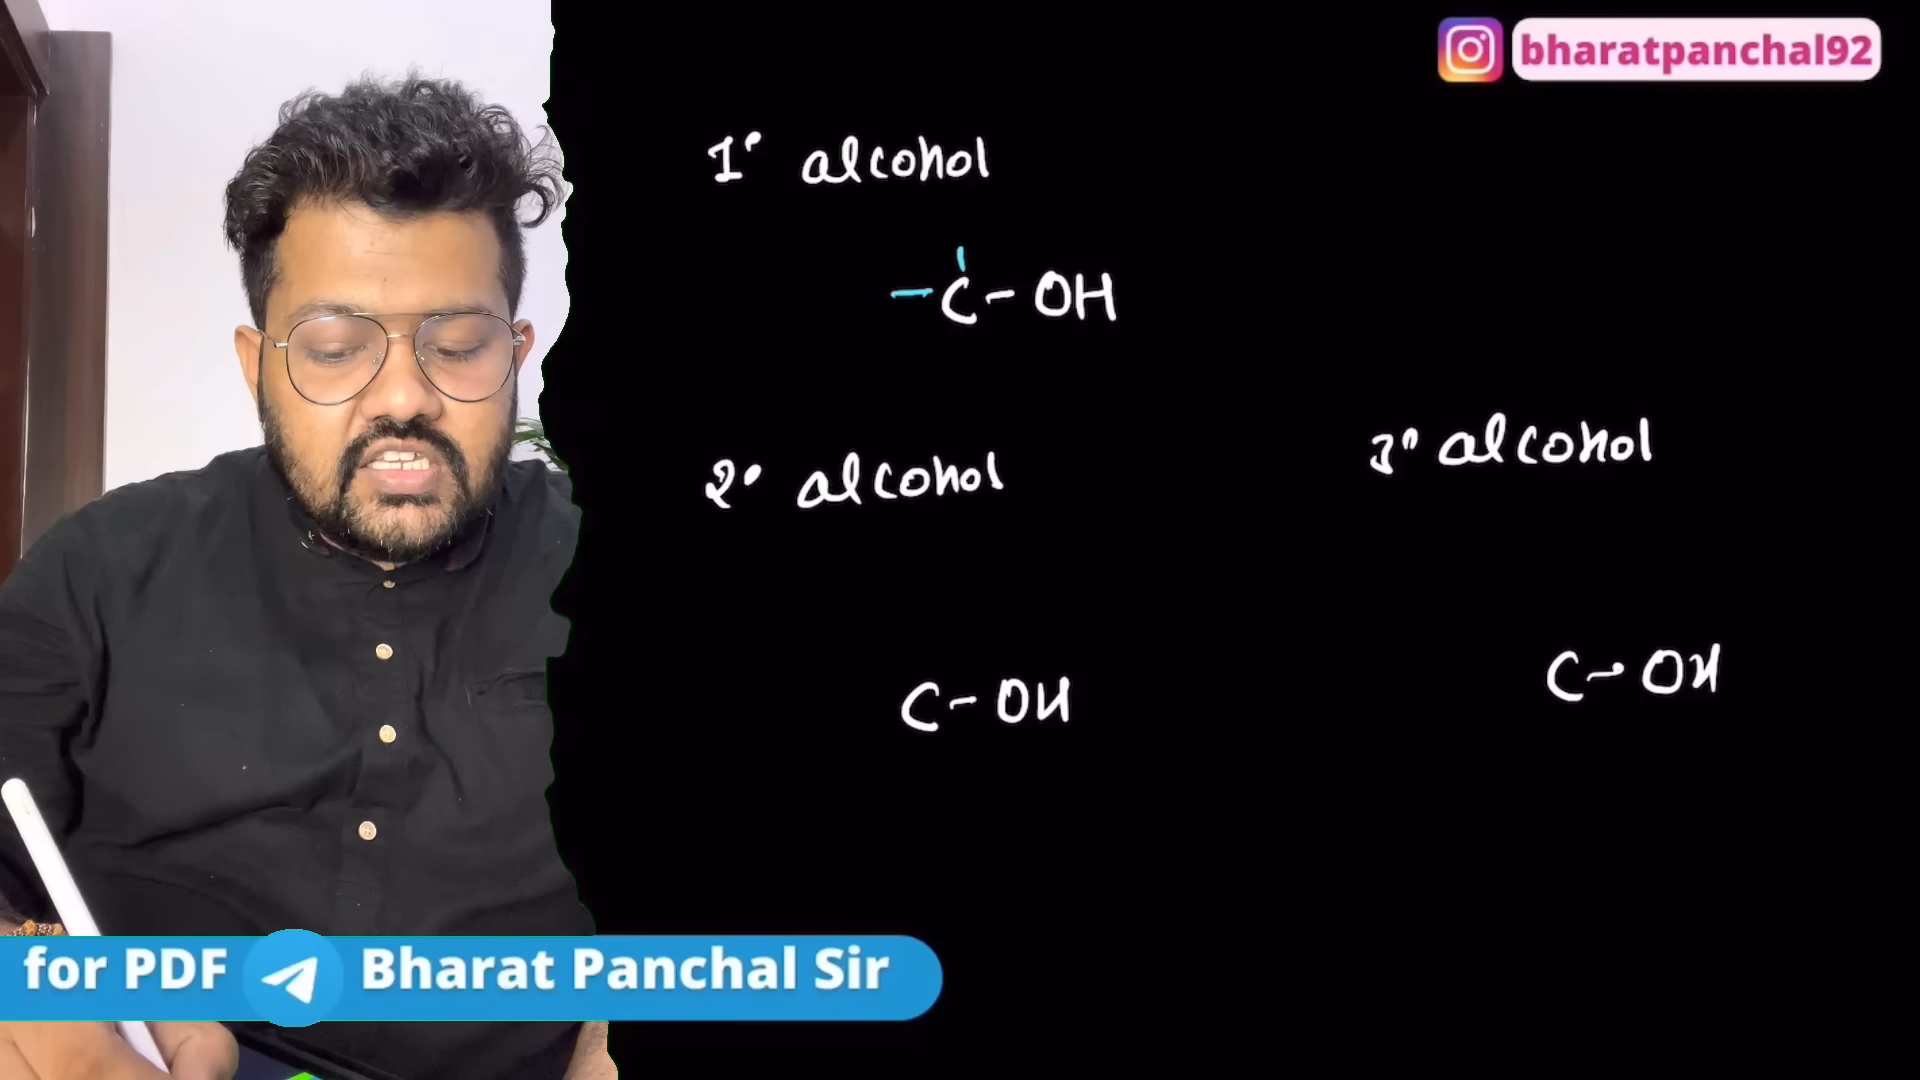 bharatpanchal92
1° alcohol
C - OH
2° alcohol
3° alcohol
C - OH
C - OH
for PDF Bharat Panchal Sir